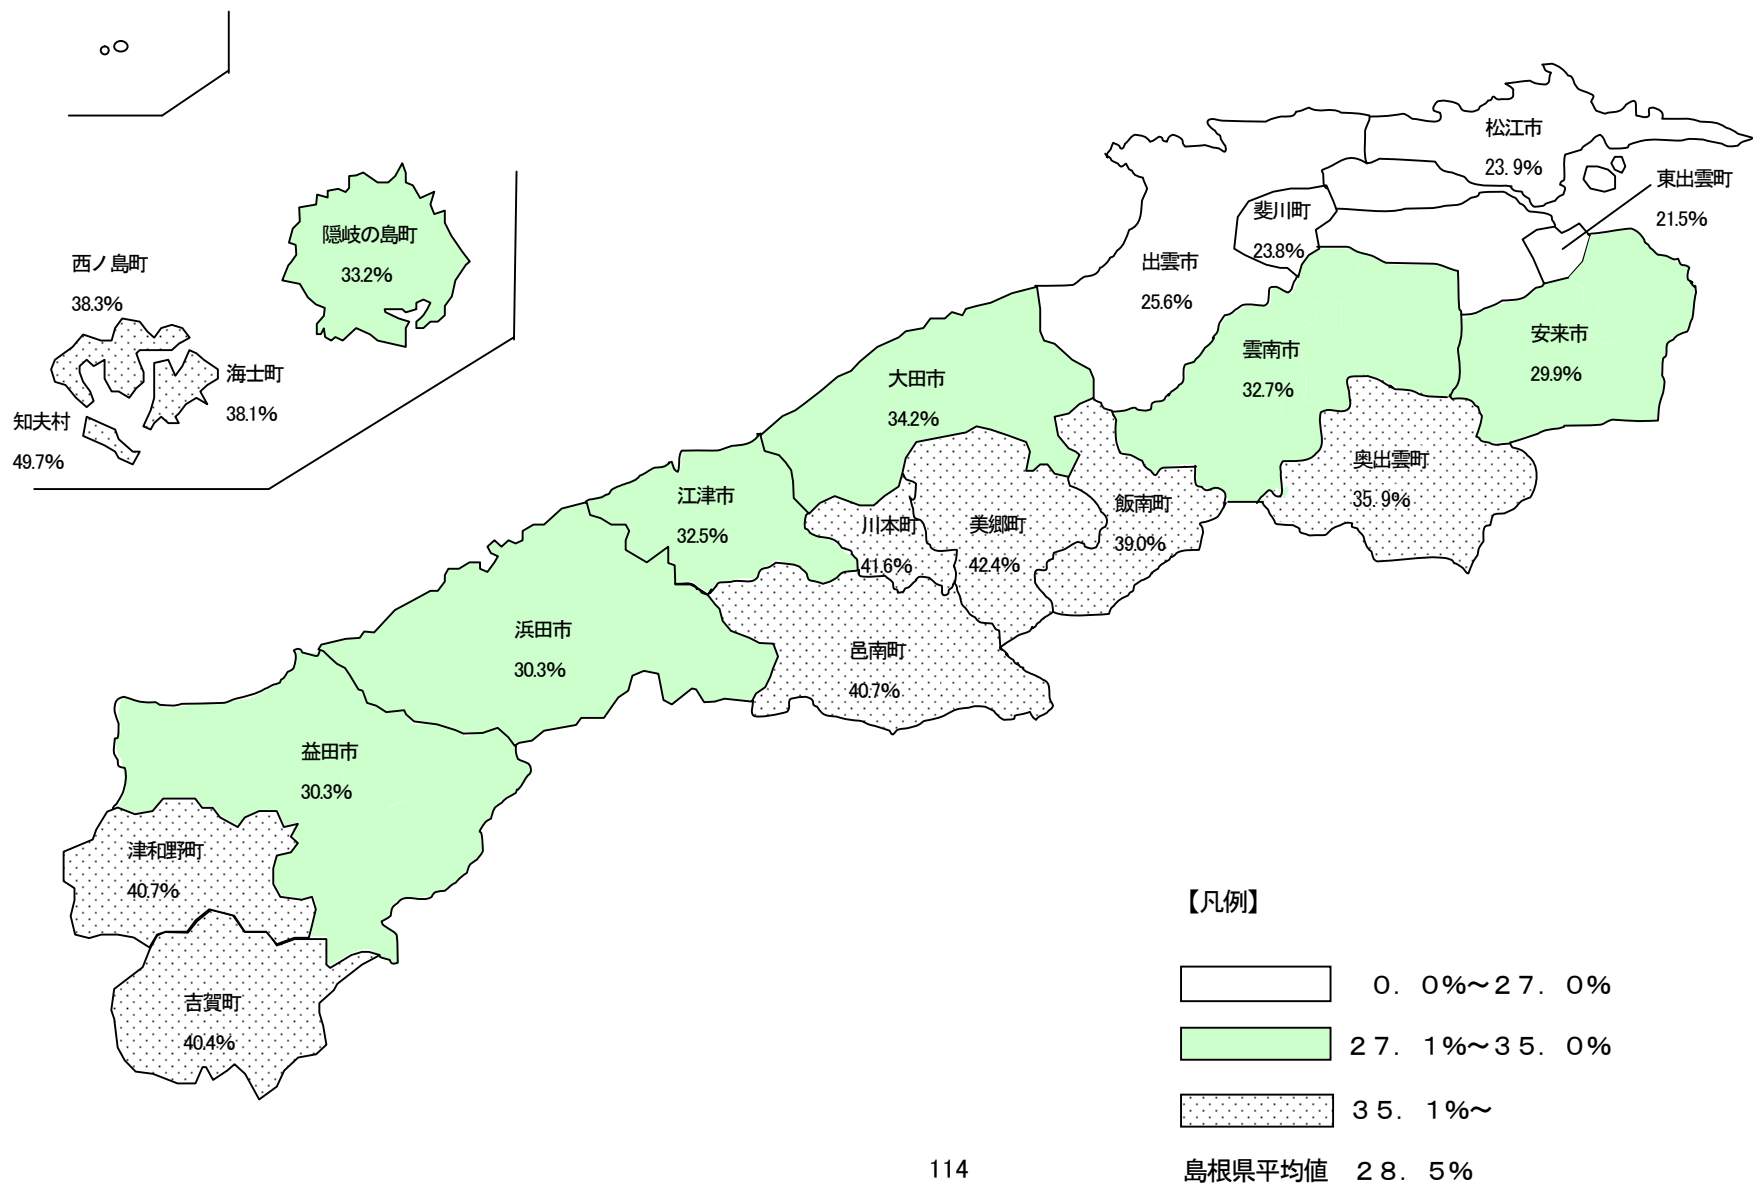 松江市
23.9%
東出雲町
21.5%
斐川町
23.8%
出雲市
25.6%
隠岐の島町
33.2%
西ノ島町
38.3%
海士町
38.1%
知夫村
49.7%
安来市
29.9%
雲南市
32.7%
大田市
34.2%
奥出雲町
35.9%
江津市
32.5%
川本町
41.6%
美郷町
42.4%
飯南町
39.0%
浜田市
30.3%
邑南町
40.7%
益田市
30.3%
津和野町
40.7%
吉賀町
40.4%
【凡例】
0.0%~27.0%
27.1%~35.0%
35.1%~
島根県平均値 28.5%
114